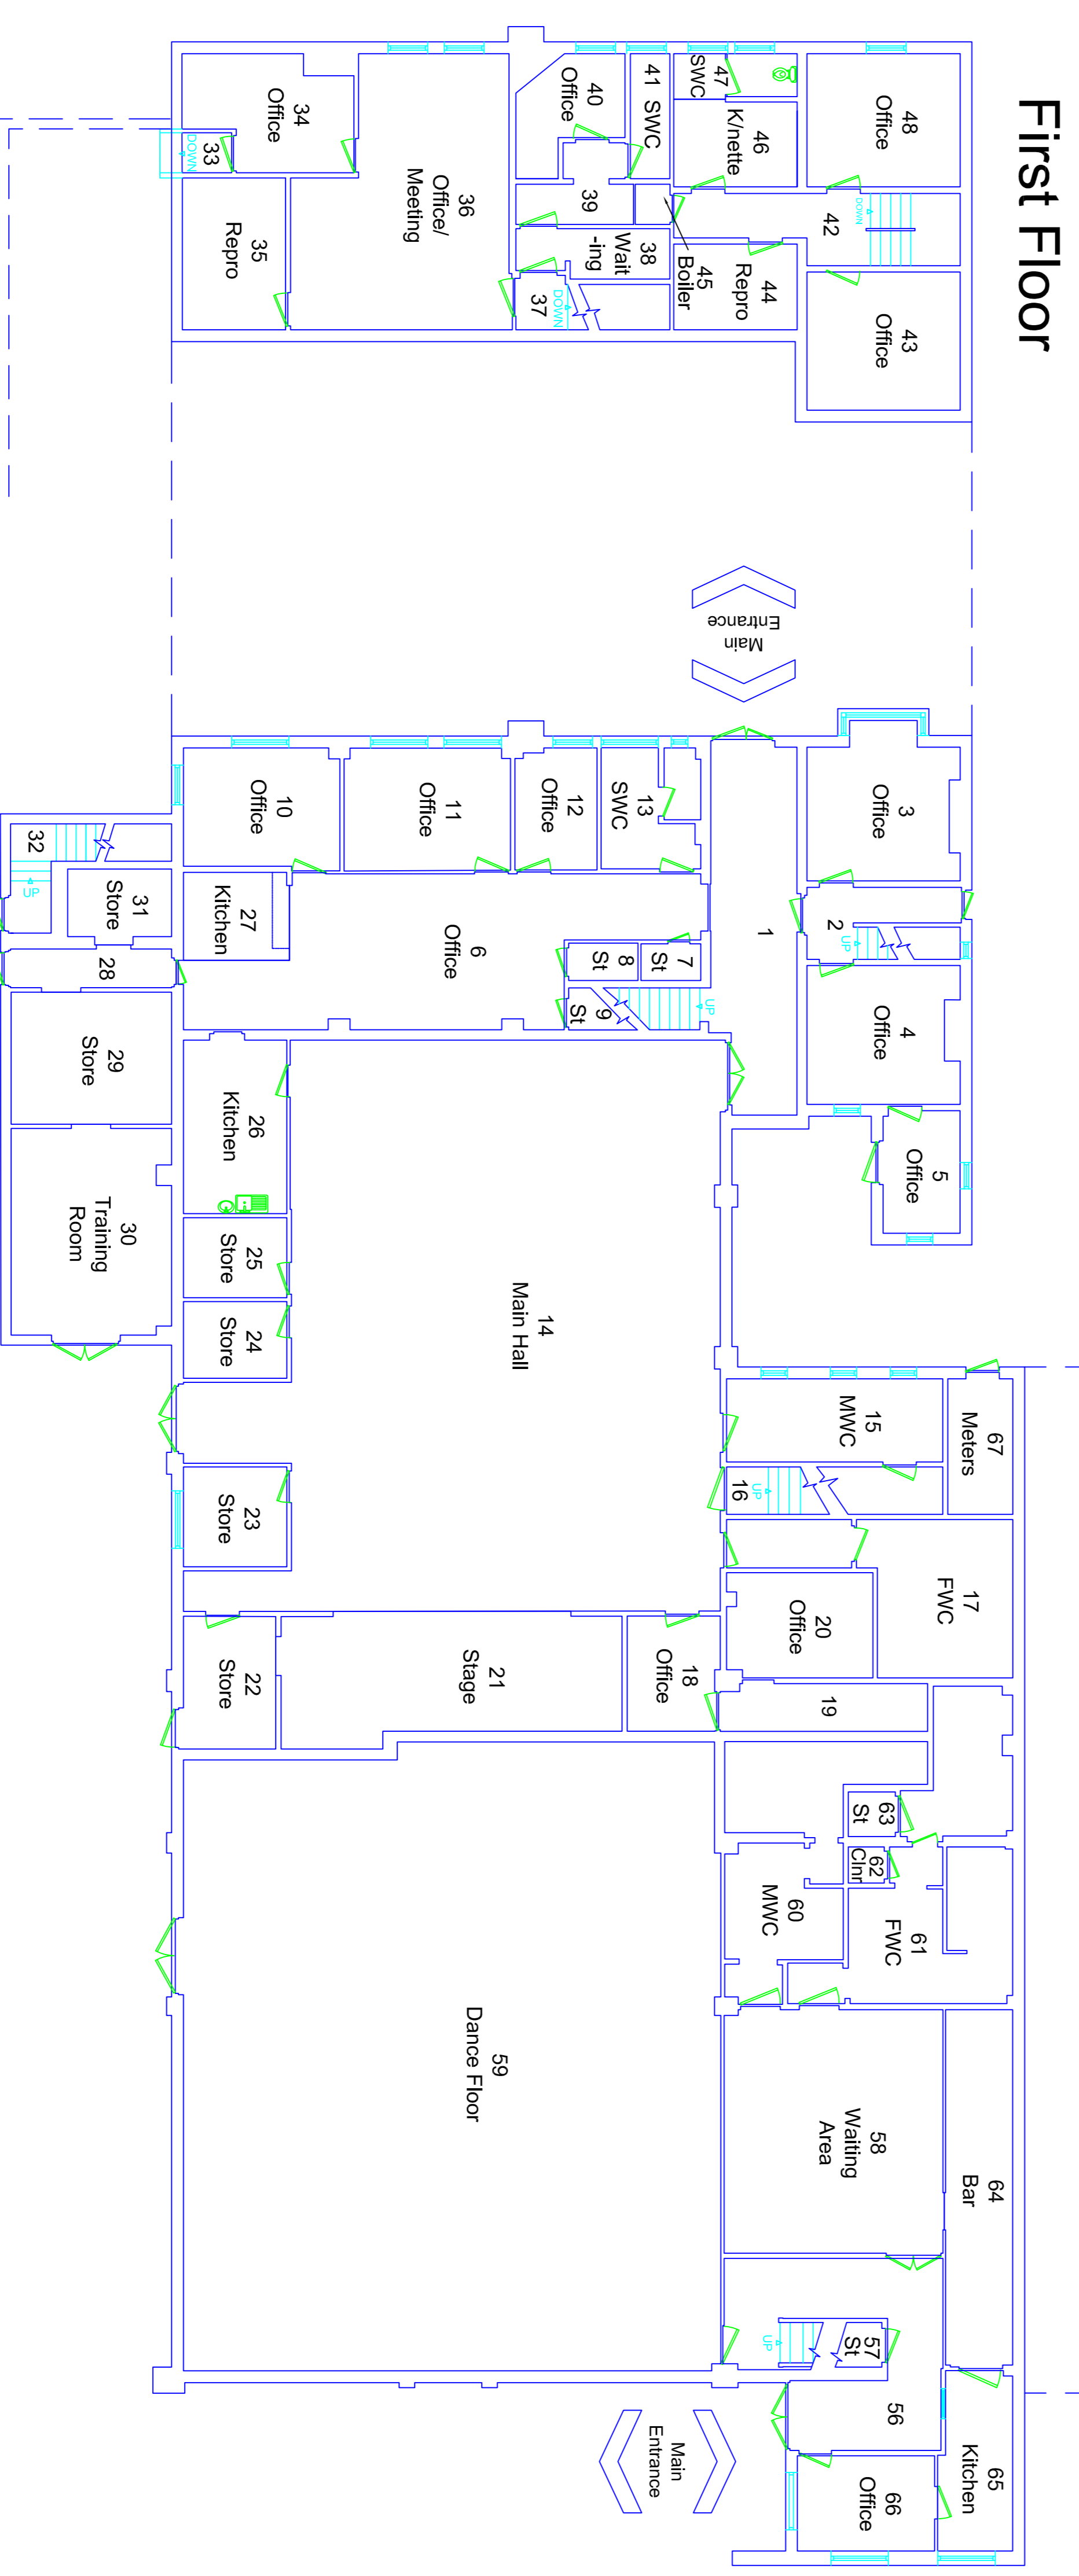 First Floor
48
Office
47
SWC
46
K/nette
41 SWC
40
Office
39
42
DOWN
43
Office
44
Repro
45
Boiler
38
Wait
-ing
37
DOWN
36
Office/
Meeting
34
Office
33
DOWN
35
Repro
Main
Entrance
3
Office
2
UP
4
Office
5
Office
1
13
SWC
12
Office
11
Office
10
Office
6
Office
7
St
8
St
9
St
UP
27
Kitchen
32
UP
31
Store
28
29
Store
30
Training
Room
26
Kitchen
25
Store
24
Store
23
Store
14
Main Hall
67
Meters
15
MWC
16
UP
17
FWC
20
Office
18
Office
19
21
Stage
22
Store
63
St
62
Clnr
60
MWC
61
FWC
59
Dance Floor
58
Waiting
Area
64
Bar
57
St
UP
56
65
Kitchen
66
Office
Main
Entrance